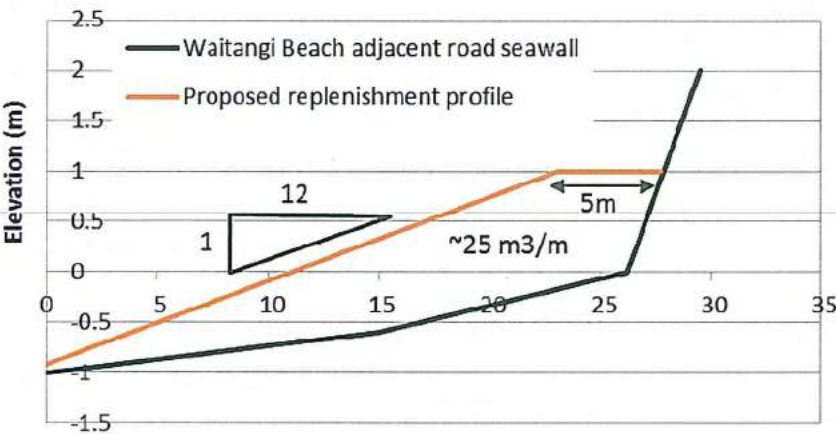 2.5
Waitangi Beach adjacent road seawall
2
Proposed replenishment profile
1.5
Elevation (m)
1
12
5m
0.5
1
~25 m3/m
0
0 5 10 15 20 25 30 35
-0.5
-1
-1.5